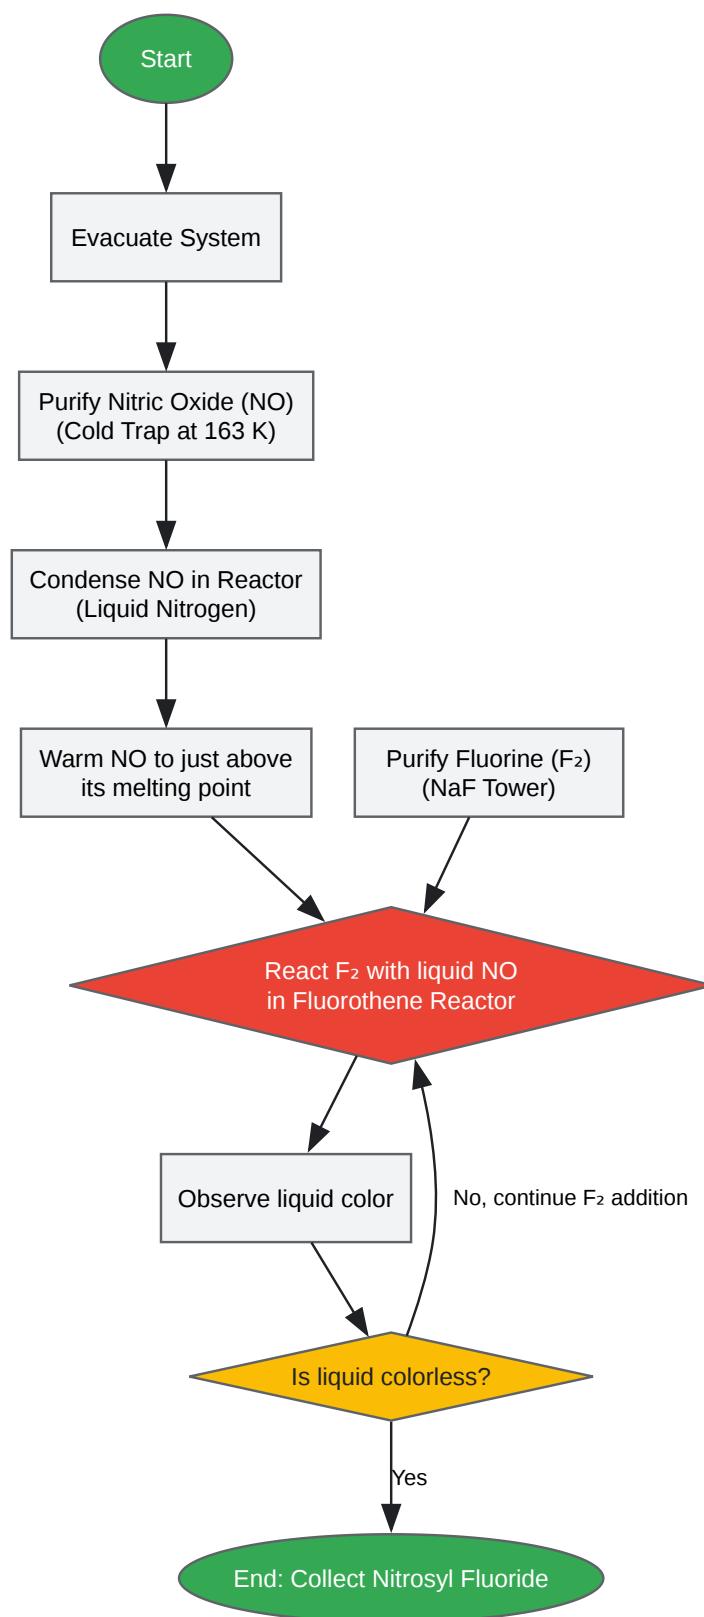 Start
Evacuate System
Purify Nitric Oxide (NO)
(Cold Trap at 163 K)
Condense NO in Reactor
(Liquid Nitrogen)
Warm NO to just above
its melting point
Purify Fluorine (F₂)
(NaF Tower)
React F₂ with liquid NO
in Fluorothene Reactor
Observe liquid color
No, continue F₂ addition
Is liquid colorless?
Yes
End: Collect Nitrosyl Fluoride